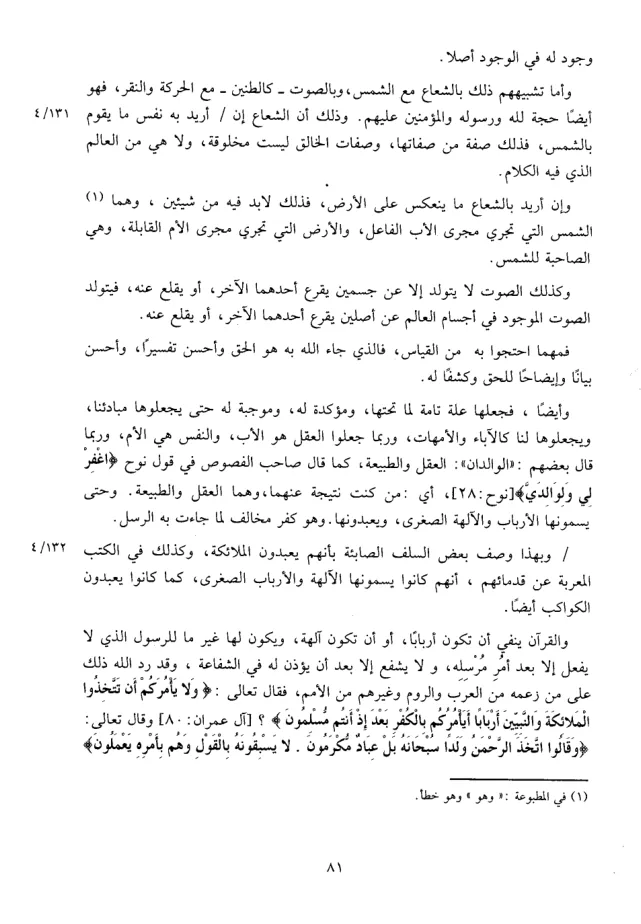 وجود له في الوجود أصلا.
وأما تشبيههم ذلك بالشعاع مع الشمس،وبالصوت ـ كالطنين ـ مع الحركة والنقر، فهو
أيضًا حجة لله ورسوله والمؤمنين عليهم. وذلك أن الشعاع إن / أريد به نفس ما يقوم
٤/١٣١
بالشمس، فذلك صفة من صفاتها، وصفات الخالق ليست مخلوقة، ولا هي من العالم
الذي فيه الكلام.
وإن أريد بالشعاع ما ينعكس على الأرض، فذلك لابد فيه من شيئين ، وهما (١)
الشمس التي تجري مجرى الأب الفاعل، والأرض التي تجري مجرى الأم القابلة، وهي
الصاحبة للشمس.
وكذلك الصوت لا يتولد إلا عن جسمين يقرع أحدهما الآخر، أو يقلع عنه، فيتولد
الصوت الموجود في أجسام العالم عن أصلين يقرع أحدهما الآخر، أو يقلع عنه.
فمهما احتجوا به من القياس، فالذي جاء الله به هو الحق وأحسن تفسيرًا، وأحسن
بيانًا وإيضاحًا للحق وكشفًا له.
وأيضًا ، فجعلها علة تامة لما تحتها، ومؤكدة له، وموجبة له حتى يجعلوها مبادئنا،
ويجعلوها لنا كالآباء والأمهات، وربما جعلوا العقل هو الأب، والنفس هي الأم، وربما
قال بعضهم :«الوالدان»: العقل والطبيعة، كما قال صاحب الفصوص في قول نوح ﴿اغْفِرْ
لِي وَلِوَالِدَيَّ﴾[نوح:٢٨]، أي :من كنت نتيجة عنهما،وهما العقل والطبيعة. وحتى
يسمونها الأرباب والآلهة الصغرى، ويعبدونها.وهو كفر مخالف لما جاءت به الرسل.
/ وبهذا وصف بعض السلف الصابئة بأنهم يعبدون الملائكة، وكذلك في الكتب
٤/١٣٢
المعربة عن قدمائهم ، أنهم كانوا يسمونها الآلهة والأرباب الصغرى، كما كانوا يعبدون
الكواكب أيضًا.
والقرآن ينفي أن تكون أربابًا، أو أن تكون آلهة، ويكون لها غير ما للرسول الذي لا
يفعل إلا بعد أمر مُرْسِله، و لا يشفع إلا بعد أن يؤذن له في الشفاعة ، وقد رد الله ذلك
على من زعمه من العرب والروم وغيرهم من الأمم، فقال تعالى :﴿ وَلا يَأْمُرَكُمْ أَن تَتَّخِذُوا
الْمَلائِكَةَ وَالنَّبِيِّينَ أَرْبَابًا أَيَأْمُرُكُم بِالْكُفْرِ بَعْدَ إِذْ أَنتُم مُّسْلِمُونَ ﴾ ؟ [آل عمران:٨٠] وقال تعالى:
﴿وَقَالُوا اتَّخَذَ الرَّحْمَنُ وَلَدًا سُبْحَانَهُ بَلْ عِبَادٌ مُّكْرَمُونَ . لا يَسْبِقُونَهُ بِالْقَوْلِ وَهُم بِأَمْرِهِ يَعْمَلُونَ﴾
(١) في المطبوعة :« وهو » وهو خطأ.
٨١